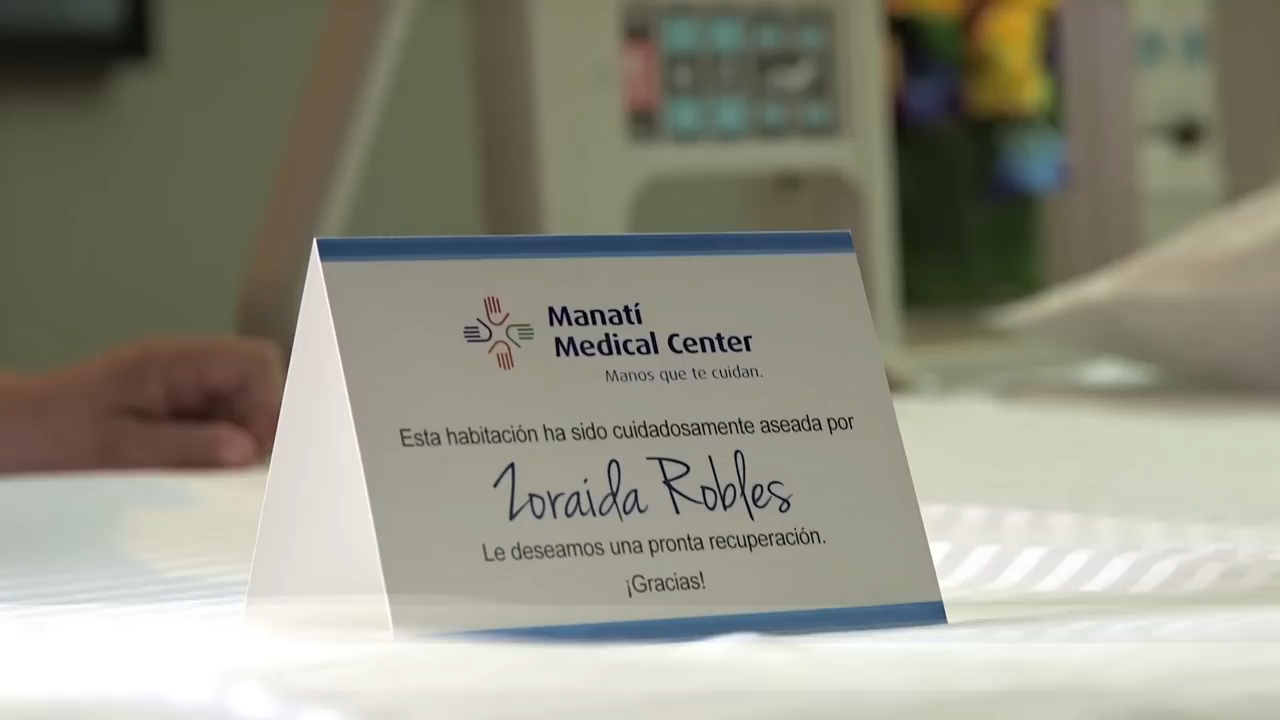 Manatí
Medical Center
Manos que te cuidan.
Esta habitación ha sido cuidadosamente aseada por
Zoraida Robles
Le deseamos una pronta recuperación.
¡Gracias!